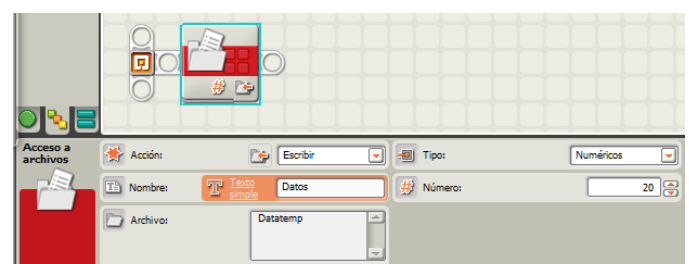 Acceso a
archivos
Acción:
Escribir
Tipo:
Numéricos
Nombre:
T Texto
simple
Datos
Número:
20
Archivo:
Datatemp